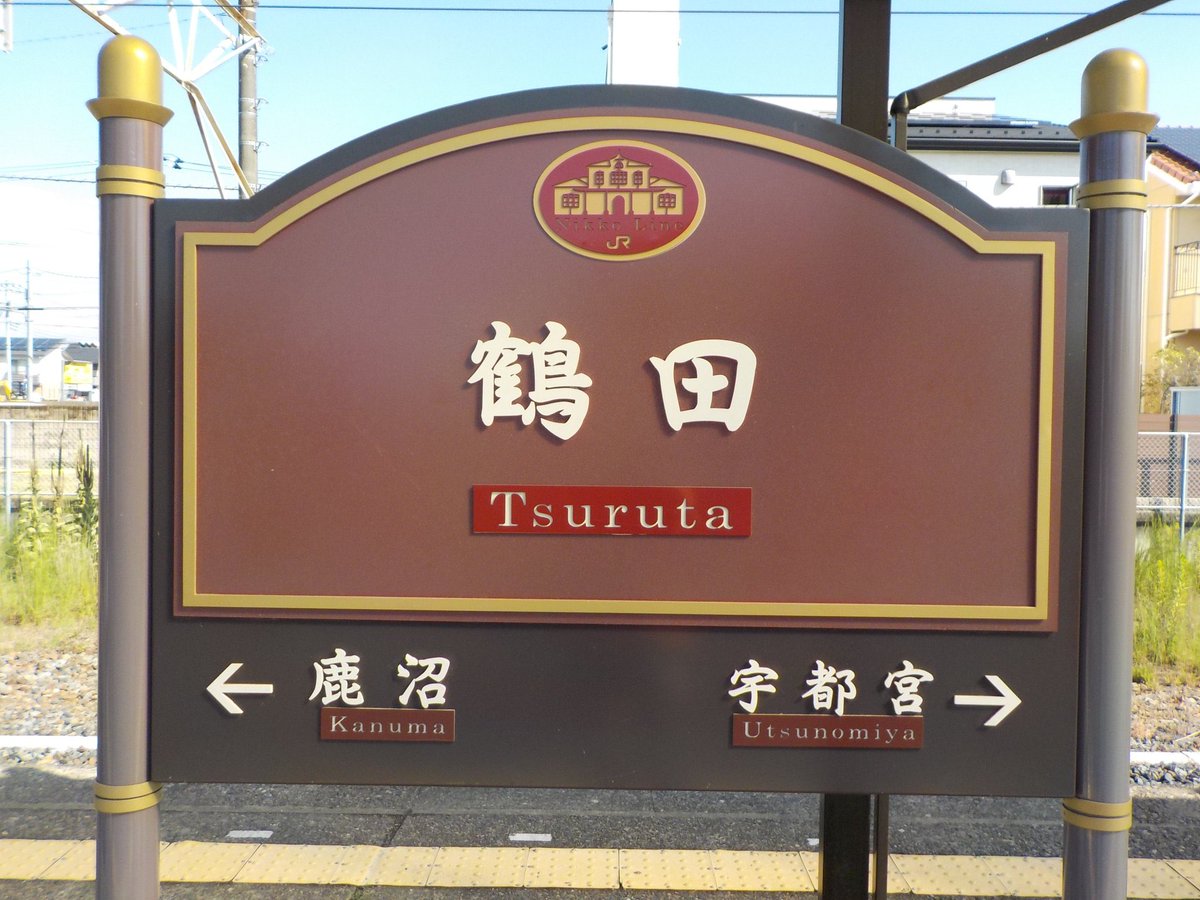 Nikko Line
JR
鶴田
Tsuruta
← 鹿沼
Kanuma
宇都宮 →
Utsunomiya